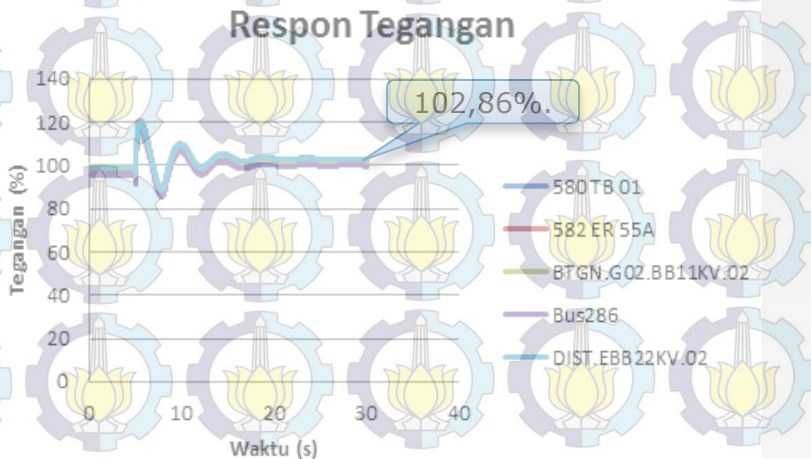 Respon Tegangan
140
120
100
80
60
40
20
0
Tegangan (%)
0 10 20 30 40
Waktu (s)
102,86%.
580 TB 01
582 ER 55A
BTGN.G02.BB11KV.02
Bus286
DIST.EBB22KV.02